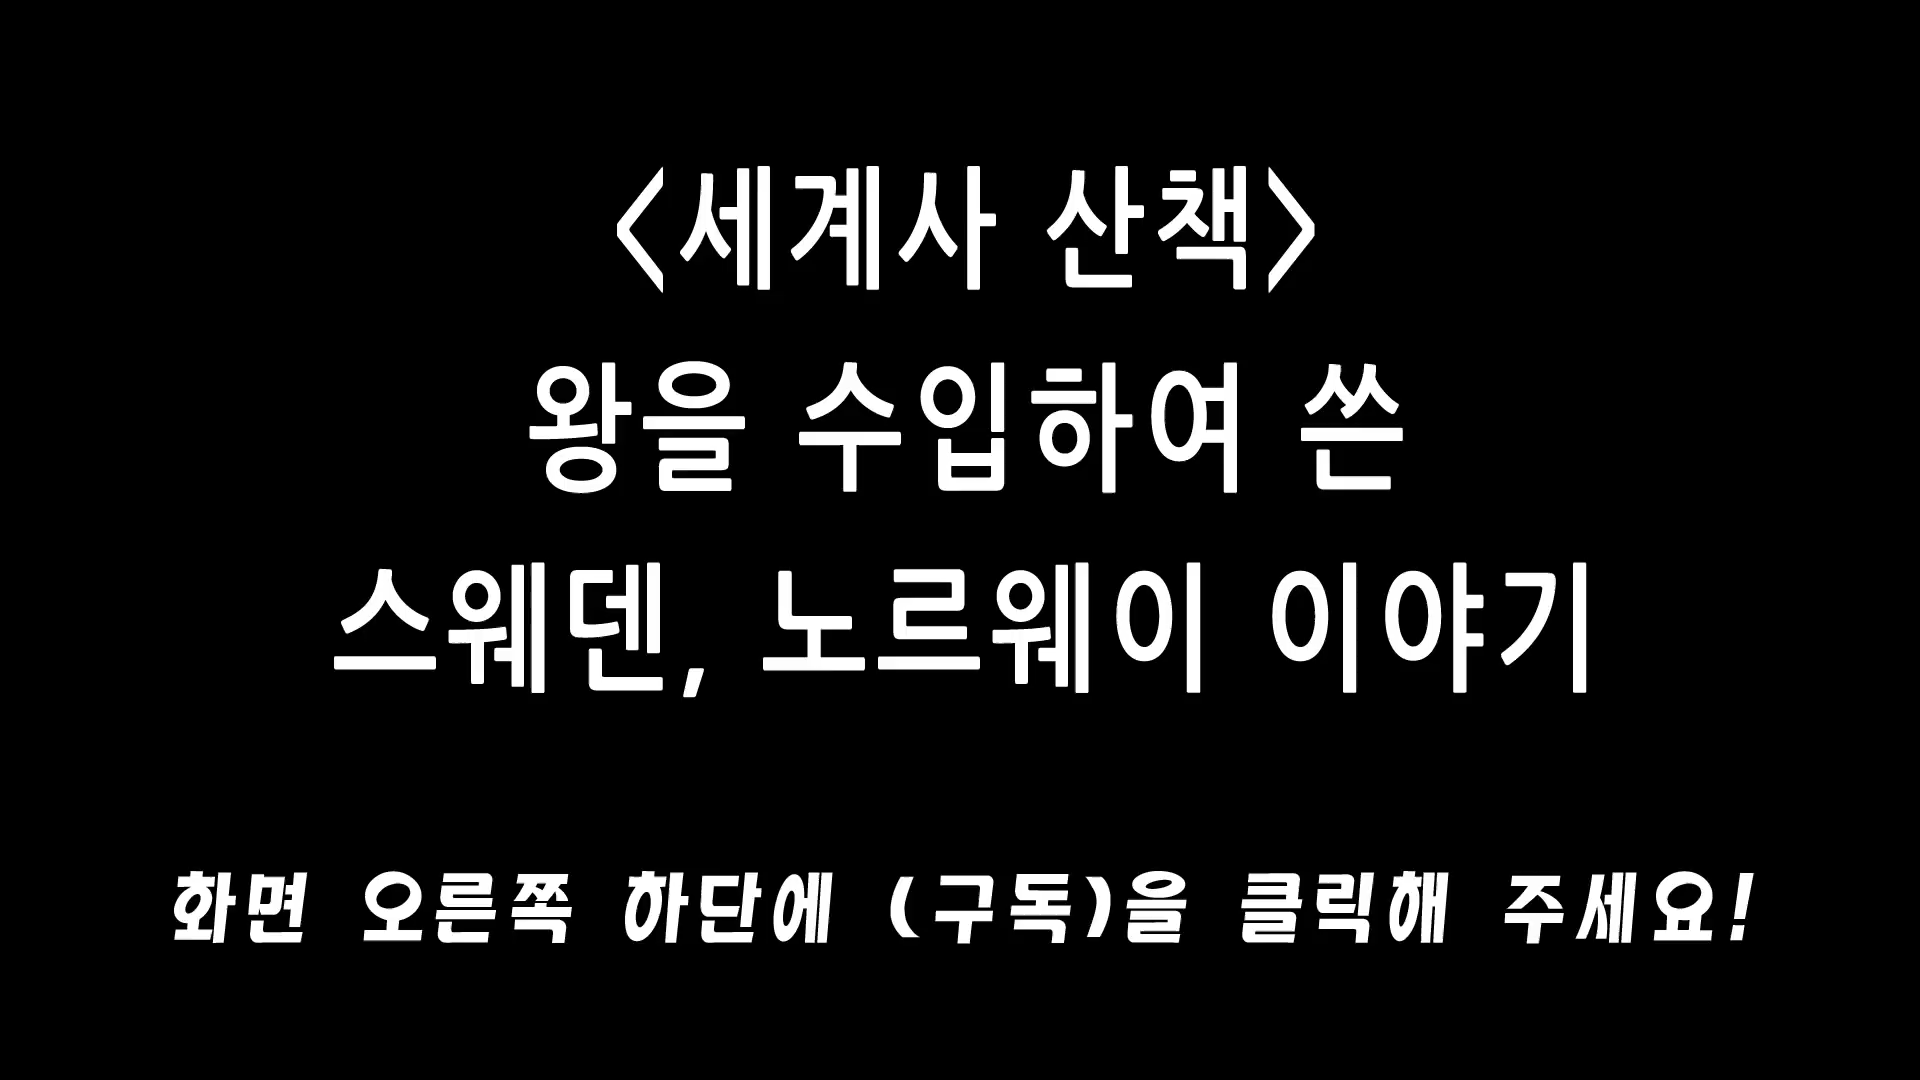 <세계사 산책>
왕을 수입하여 쓴
스웨덴, 노르웨이 이야기
화면 오른쪽 하단에 (구독)을 클릭해 주세요!